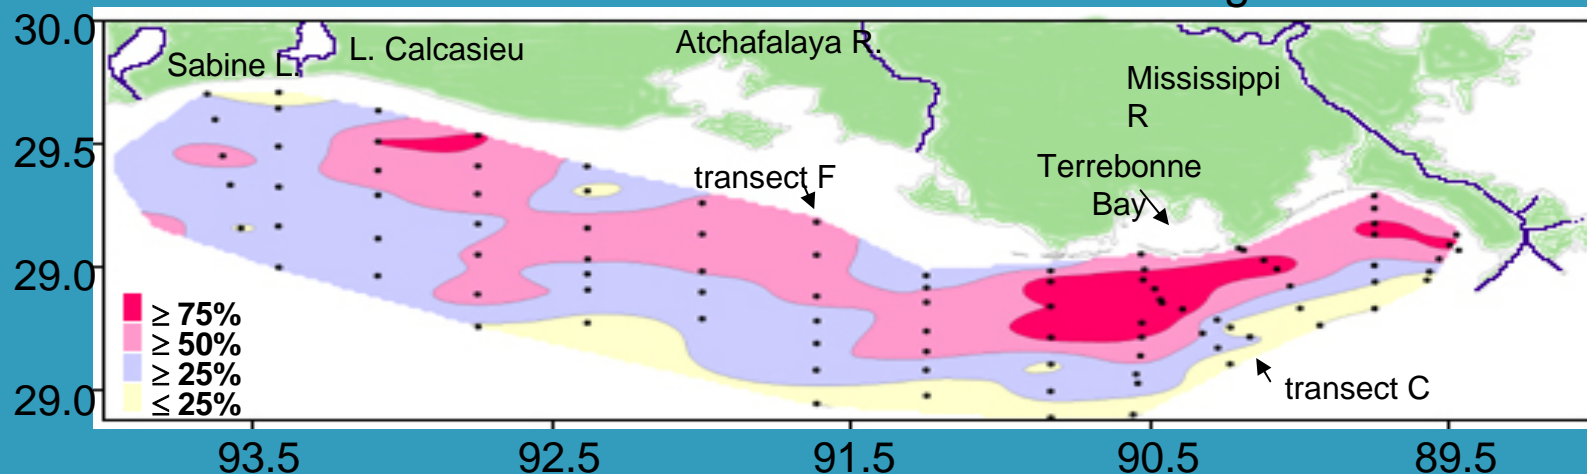 30.0
Sabine L.
L. Calcasieu
Atchafalaya R.
Mississippi
R
29.5
transect F
Terrebonne
Bay
29.0
≥ 75%
≥ 50%
≥ 25%
≤ 25%
transect C
29.0
93.5
92.5
91.5
90.5
89.5